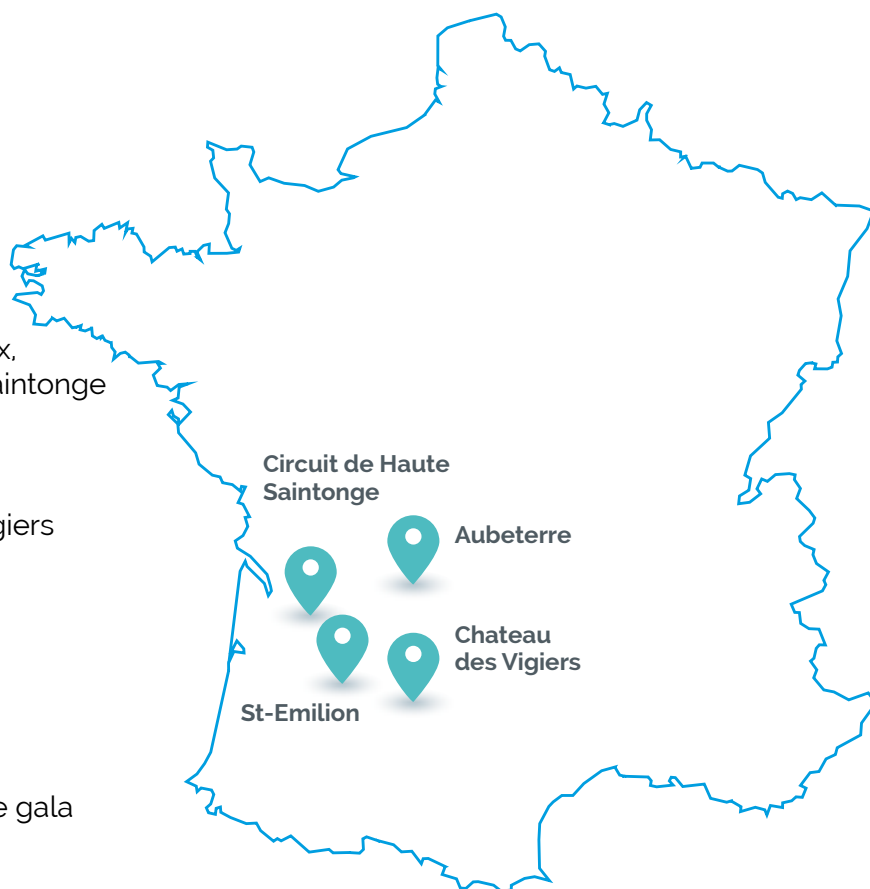 x,
aintonge
giers
e gala
Circuit de Haute
Saintonge
Aubeterre
Chateau
des Vigiers
St-Emilion